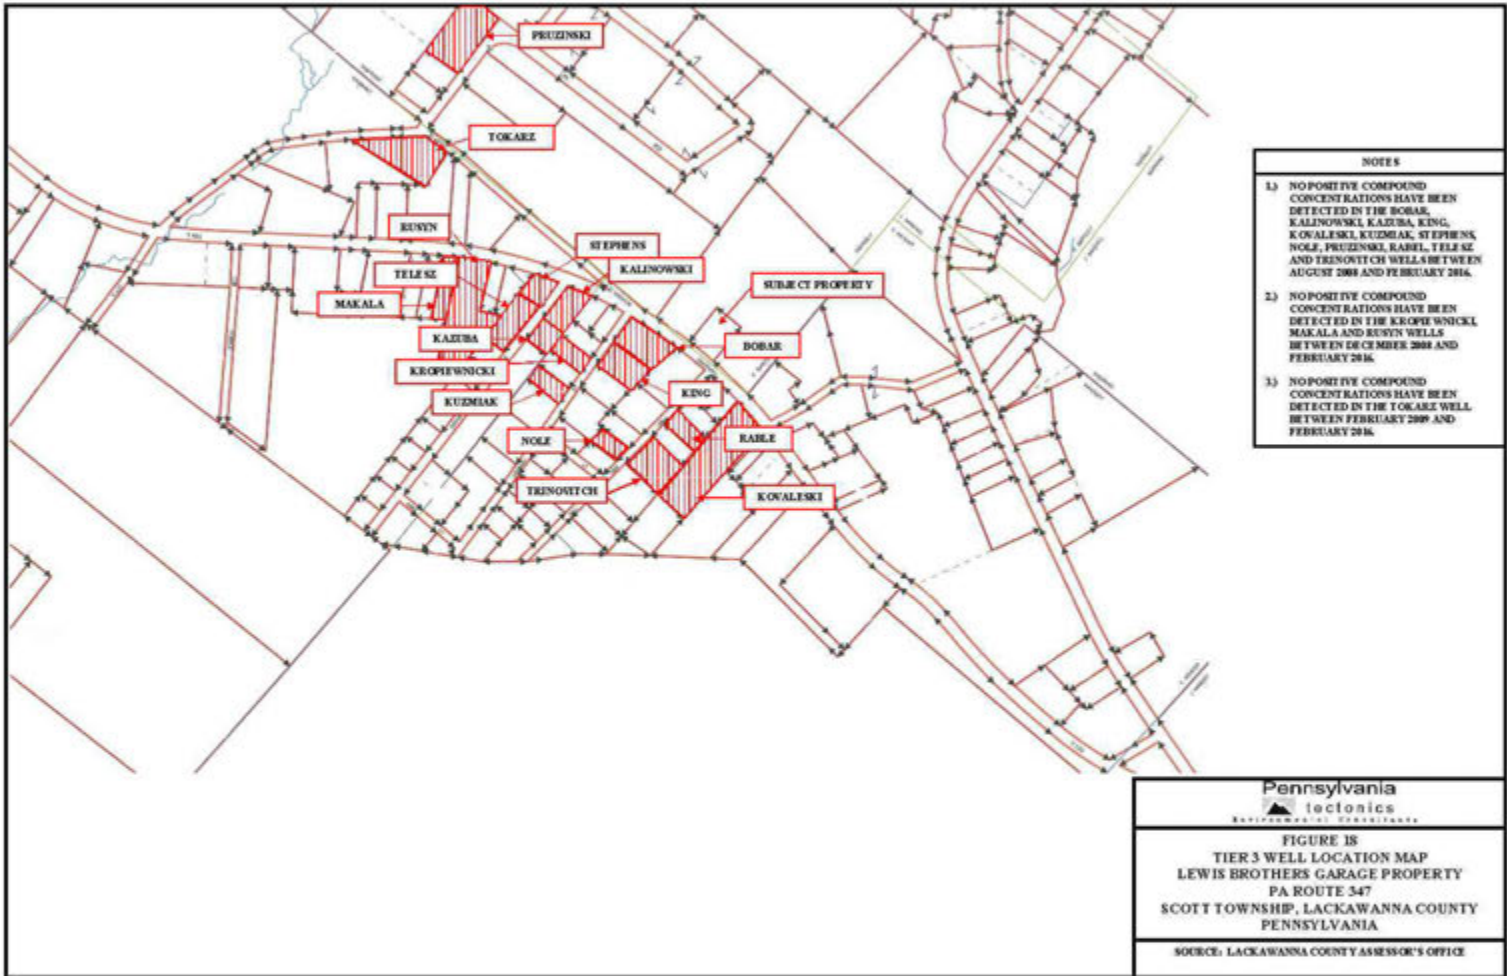 PRUZINSKI
TOKARZ
RUSYN
STEPHENS
TELESZ
KALINOWSKI
MAKALA
SUBJECT PROPERTY
KAZUBA
BOBAR
KROPIEWNICKI
KING
KUZMIAK
NOLE
RABLE
TRINOVITCH
KOVALESKI
NOTES
1.) NO POSITIVE COMPOUND
CONCENTRATIONS HAVE BEEN
DETECTED IN THE BOBAR,
KALINOWSKI, KAZUBA, KING,
KOVALESKI, KUZMIAK, STEPHENS,
NOLE, PRUZINSKI, RABEL, TELESZ
AND TRINOVITCH WELLS BETWEEN
AUGUST 2008 AND FEBRUARY 2016.
2.) NO POSITIVE COMPOUND
CONCENTRATIONS HAVE BEEN
DETECTED IN THE KROPIEWNICKI,
MAKALA AND RUSYN WELLS
BETWEEN DECEMBER 2008 AND
FEBRUARY 2016.
3.) NO POSITIVE COMPOUND
CONCENTRATIONS HAVE BEEN
DETECTED IN THE TOKARZ WELL
BETWEEN FEBRUARY 2009 AND
FEBRUARY 2016.
Pennsylvania
tectonics
Environmental Consultants
FIGURE 18
TIER 3 WELL LOCATION MAP
LEWIS BROTHERS GARAGE PROPERTY
PA ROUTE 347
SCOTT TOWNSHIP, LACKAWANNA COUNTY
PENNSYLVANIA
SOURCE: LACKAWANNA COUNTY ASSESSOR'S OFFICE